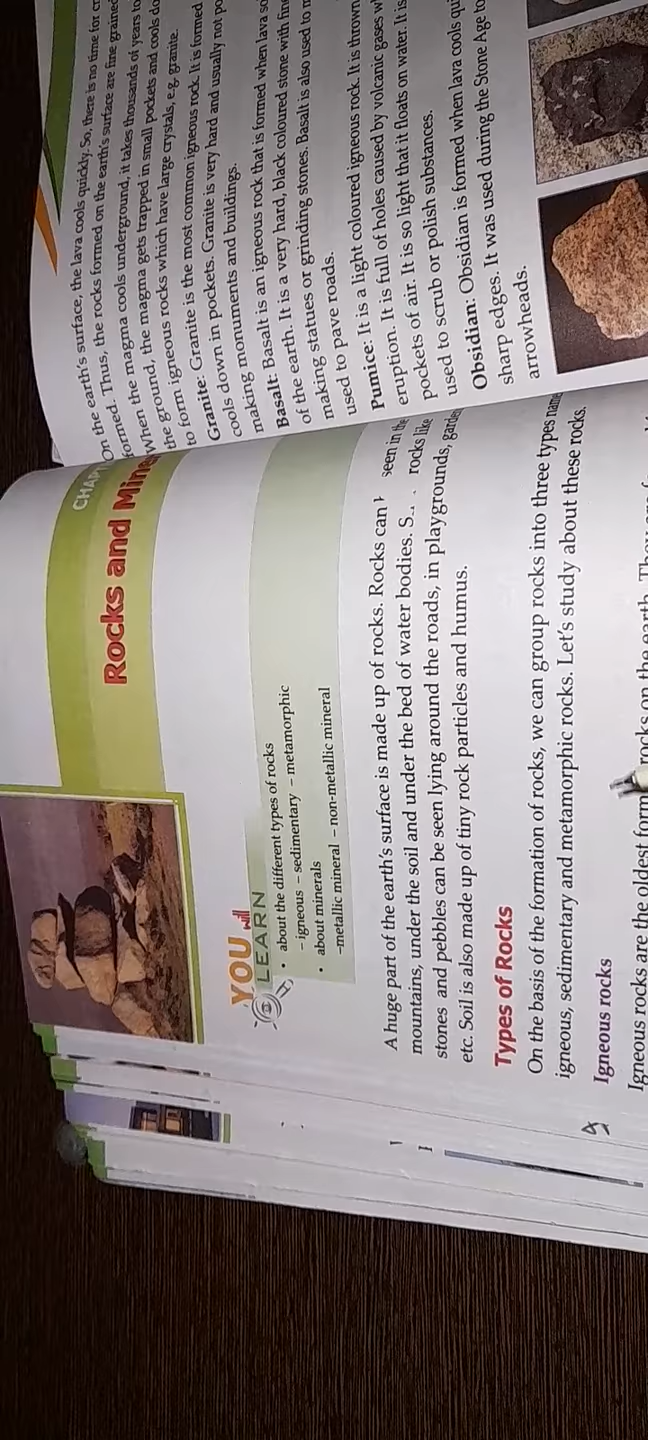 CHAP
Rocks and Mine
YOU will
LEARN
• about the different types of rocks
– igneous – sedimentary – metamorphic
• about minerals
–metallic mineral – non-metallic mineral
A huge part of the earth's surface is made up of rocks. Rocks can seen in the
mountains, under the soil and under the bed of water bodies. S rocks like
stones and pebbles can be seen lying around the roads, in playgrounds,
etc. Soil is also made up of tiny rock particles and humus.
Types of Rocks
On the basis of the formation of rocks, we can group rocks into three types
igneous, sedimentary and metamorphic rocks. Let's study about these rocks.
Igneous rocks
Igneous rocks are the oldest form rocks on the earth.
On the earth's surface, the lava cools quickly. So, there is no time for
formed. Thus, the rocks formed on the earth's surface are fine grained
When the magma cools underground, it takes thousands of years to
the ground, the magma gets trapped in small pockets and cools
to form igneous rocks which have large crystals, e.g. granite.
Granite: Granite is the most common igneous rock. It is formed
cools down in pockets. Granite is very hard and usually not
making monuments and buildings.
Basalt: Basalt is an igneous rock that is formed when lava
of the earth. It is a very hard, black coloured stone with
making statues or grinding stones. Basalt is also used to
used to pave roads.
Pumice: It is a light coloured igneous rock. It is thrown
eruption. It is full of holes caused by volcanic gases
pockets of air. It is so light that it floats on water. It is
used to scrub or polish substances.
Obsidian: Obsidian is formed when lava cools
sharp edges. It was used during the Stone Age to
arrowheads.